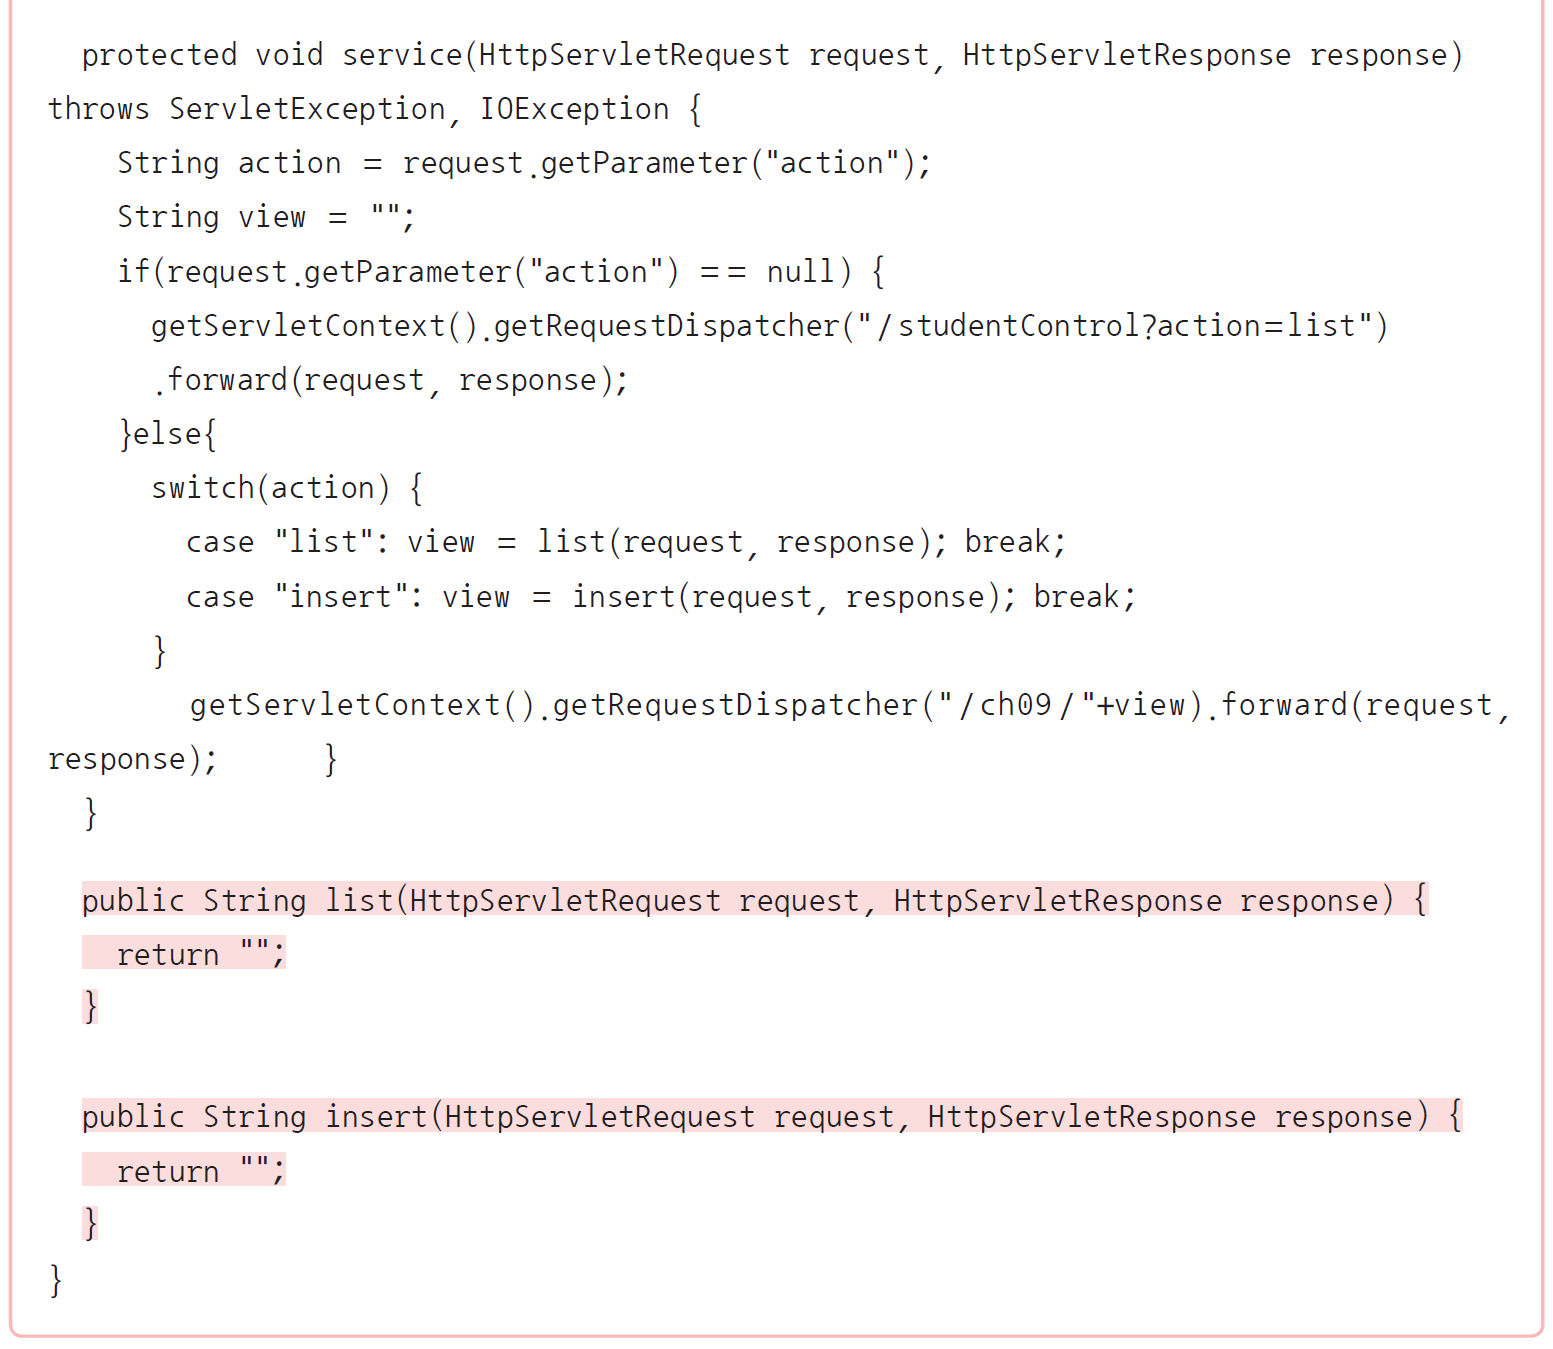 protected void service(HttpServletRequest request, HttpServletResponse response)
throws ServletException, IOException {
String action = request.getParameter("action");
String view = "";
if(request.getParameter("action") == null) {
getServletContext().getRequestDispatcher("/studentControl?action=list")
.forward(request, response);
}else{
switch(action) {
case "list": view = list(request, response); break;
case "insert": view = insert(request, response); break;
}
getServletContext().getRequestDispatcher("/ch09/"+view).forward(request,
response); }
}
public String list(HttpServletRequest request, HttpServletResponse response) {
return "";
}
public String insert(HttpServletRequest request, HttpServletResponse response) {
return "";
}
}